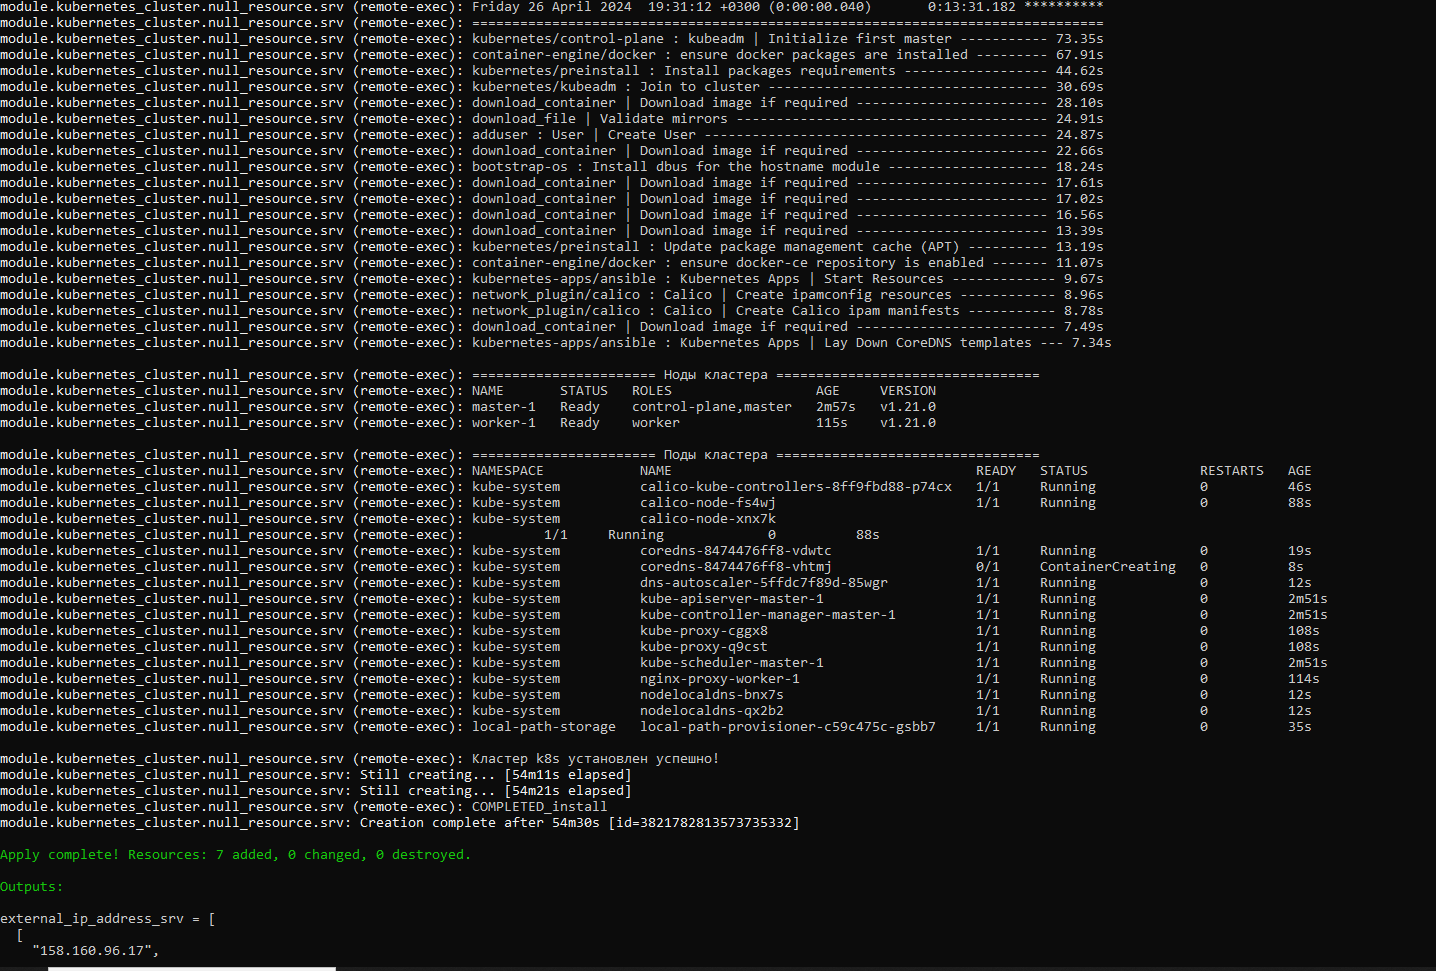 module.kubernetes_cluster.null_resource.srv (remote-exec): Friday 26 April 2024  19:31:12 +0300 (0:00:00.040)       0:13:31.182 **********
module.kubernetes_cluster.null_resource.srv (remote-exec): ===============================================================================
module.kubernetes_cluster.null_resource.srv (remote-exec): kubernetes/control-plane : kubeadm | Initialize first master ----------- 73.35s
module.kubernetes_cluster.null_resource.srv (remote-exec): container-engine/docker : ensure docker packages are installed --------- 67.91s
module.kubernetes_cluster.null_resource.srv (remote-exec): kubernetes/preinstall : Install packages requirements ------------------ 44.62s
module.kubernetes_cluster.null_resource.srv (remote-exec): kubernetes/kubeadm : Join to cluster ----------------------------------- 30.69s
module.kubernetes_cluster.null_resource.srv (remote-exec): download_container | Download image if required ------------------------ 28.10s
module.kubernetes_cluster.null_resource.srv (remote-exec): download_file | Validate mirrors --------------------------------------- 24.91s
module.kubernetes_cluster.null_resource.srv (remote-exec): adduser : User | Create User ------------------------------------------- 24.87s
module.kubernetes_cluster.null_resource.srv (remote-exec): download_container | Download image if required ------------------------ 22.66s
module.kubernetes_cluster.null_resource.srv (remote-exec): bootstrap-os : Install dbus for the hostname module -------------------- 18.24s
module.kubernetes_cluster.null_resource.srv (remote-exec): download_container | Download image if required ------------------------ 17.61s
module.kubernetes_cluster.null_resource.srv (remote-exec): download_container | Download image if required ------------------------ 17.02s
module.kubernetes_cluster.null_resource.srv (remote-exec): download_container | Download image if required ------------------------ 16.56s
module.kubernetes_cluster.null_resource.srv (remote-exec): download_container | Download image if required ------------------------ 13.39s
module.kubernetes_cluster.null_resource.srv (remote-exec): kubernetes/preinstall : Update package management cache (APT) ---------- 13.19s
module.kubernetes_cluster.null_resource.srv (remote-exec): container-engine/docker : ensure docker-ce repository is enabled ------- 11.07s
module.kubernetes_cluster.null_resource.srv (remote-exec): kubernetes-apps/ansible : Kubernetes Apps | Start Resources ------------- 9.67s
module.kubernetes_cluster.null_resource.srv (remote-exec): network_plugin/calico : Calico | Create ipamconfig resources ------------ 8.96s
module.kubernetes_cluster.null_resource.srv (remote-exec): network_plugin/calico : Calico | Create Calico ipam manifests ----------- 8.78s
module.kubernetes_cluster.null_resource.srv (remote-exec): download_container | Download image if required ------------------------- 7.49s
module.kubernetes_cluster.null_resource.srv (remote-exec): kubernetes-apps/ansible : Kubernetes Apps | Lay Down CoreDNS templates --- 7.34s
module.kubernetes_cluster.null_resource.srv (remote-exec): ======================= Ноды кластера =================================
module.kubernetes_cluster.null_resource.srv (remote-exec): NAME       STATUS   ROLES                  AGE     VERSION
module.kubernetes_cluster.null_resource.srv (remote-exec): master-1   Ready    control-plane,master   2m57s   v1.21.0
module.kubernetes_cluster.null_resource.srv (remote-exec): worker-1   Ready    worker                 115s    v1.21.0
module.kubernetes_cluster.null_resource.srv (remote-exec): ======================= Поды кластера =================================
module.kubernetes_cluster.null_resource.srv (remote-exec): NAMESPACE            NAME                                      READY   STATUS              RESTARTS   AGE
module.kubernetes_cluster.null_resource.srv (remote-exec): kube-system          calico-kube-controllers-8ff9fbd88-p74cx   1/1     Running             0          46s
module.kubernetes_cluster.null_resource.srv (remote-exec): kube-system          calico-node-fs4wj                         1/1     Running             0          88s
module.kubernetes_cluster.null_resource.srv (remote-exec): kube-system          calico-node-xnx7k
module.kubernetes_cluster.null_resource.srv (remote-exec):          1/1     Running             0          88s
module.kubernetes_cluster.null_resource.srv (remote-exec): kube-system          coredns-8474476ff8-vdwtc                  1/1     Running             0          19s
module.kubernetes_cluster.null_resource.srv (remote-exec): kube-system          coredns-8474476ff8-vhtmj                  0/1     ContainerCreating   0          8s
module.kubernetes_cluster.null_resource.srv (remote-exec): kube-system          dns-autoscaler-5ffdc7f89d-85wgr           1/1     Running             0          12s
module.kubernetes_cluster.null_resource.srv (remote-exec): kube-system          kube-apiserver-master-1                   1/1     Running             0          2m51s
module.kubernetes_cluster.null_resource.srv (remote-exec): kube-system          kube-controller-manager-master-1          1/1     Running             0          2m51s
module.kubernetes_cluster.null_resource.srv (remote-exec): kube-system          kube-proxy-cggx8                          1/1     Running             0          108s
module.kubernetes_cluster.null_resource.srv (remote-exec): kube-system          kube-proxy-q9cst                          1/1     Running             0          108s
module.kubernetes_cluster.null_resource.srv (remote-exec): kube-system          kube-scheduler-master-1                   1/1     Running             0          2m51s
module.kubernetes_cluster.null_resource.srv (remote-exec): kube-system          nginx-proxy-worker-1                      1/1     Running             0          114s
module.kubernetes_cluster.null_resource.srv (remote-exec): kube-system          nodelocaldns-bnx7s                        1/1     Running             0          12s
module.kubernetes_cluster.null_resource.srv (remote-exec): kube-system          nodelocaldns-qx2b2                        1/1     Running             0          12s
module.kubernetes_cluster.null_resource.srv (remote-exec): local-path-storage   local-path-provisioner-c59c475c-gsbb7     1/1     Running             0          35s
module.kubernetes_cluster.null_resource.srv (remote-exec): Кластер k8s установлен успешно!
module.kubernetes_cluster.null_resource.srv: Still creating... [54m11s elapsed]
module.kubernetes_cluster.null_resource.srv: Still creating... [54m21s elapsed]
module.kubernetes_cluster.null_resource.srv (remote-exec): COMPLETED_install
module.kubernetes_cluster.null_resource.srv: Creation complete after 54m30s [id=3821782813573735332]
Apply complete! Resources: 7 added, 0 changed, 0 destroyed.
Outputs:
external_ip_address_srv = [
  [
    "158.160.96.17",